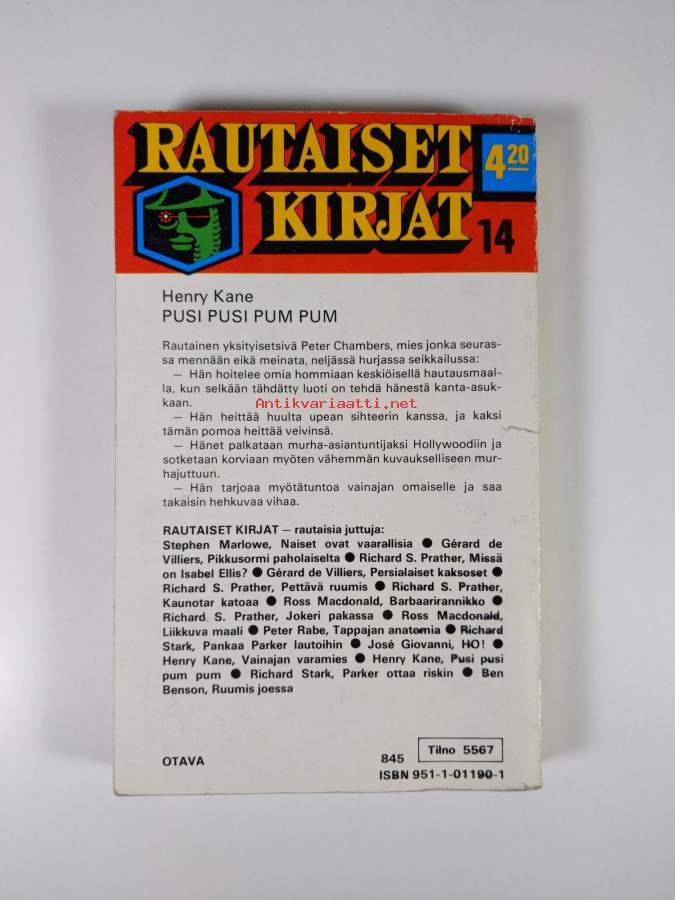 RAUTAISET
KIRJAT
4 20
14
Henry Kane
PUSI PUSI PUM PUM
Rautainen yksityisetsivä Peter Chambers, mies jonka seuras-
sa mennään eikä meinata, neljässä hurjassa seikkailussa:
— Hän hoitelee omia hommiaan keskiöisellä hautausmaal-
la, kun selkään tähdätty luoti on tehdä hänestä kanta-asuk-
kaan.
Antikvariaatti.net
— Hän heittää huulta upean sihteerin kanssa, ja kaksi
tämän pomoa heittää veivinsä.
— Hänet palkataan murha-asiantuntijaksi Hollywoodiin ja
sotketaan korviaan myöten vähemmän kuvaukselliseen mur-
hajuttuun.
— Hän tarjoaa myötätuntoa vainajan omaiselle ja saa
takaisin hehkuvaa vihaa.
RAUTAISET KIRJAT — rautaisia juttuja:
Stephen Marlowe, Naiset ovat vaarallisia ● Gérard de
Villiers, Pikkusormi paholaiselta ● Richard S. Prather, Missä
on Isabel Ellis? ● Gérard de Villiers, Persialaiset kaksoset ●
Richard S. Prather, Pettävä ruumis ● Richard S. Prather,
Kaunotar katoaa ● Ross Macdonald, Barbaarirannikko ●
Richard S. Prather, Jokeri pakassa ● Ross Macdonald,
Liikkuva maali ● Peter Rabe, Tappajan anatomia ● Richard
Stark, Pankaa Parker lautoihin ● José Giovanni, HO! ●
Henry Kane, Vainajan varamies ● Henry Kane, Pusi pusi
pum pum ● Richard Stark, Parker ottaa riskin ● Ben
Benson, Ruumis joessa
OTAVA
845
Tilno 5567
ISBN 951-1-01190-1